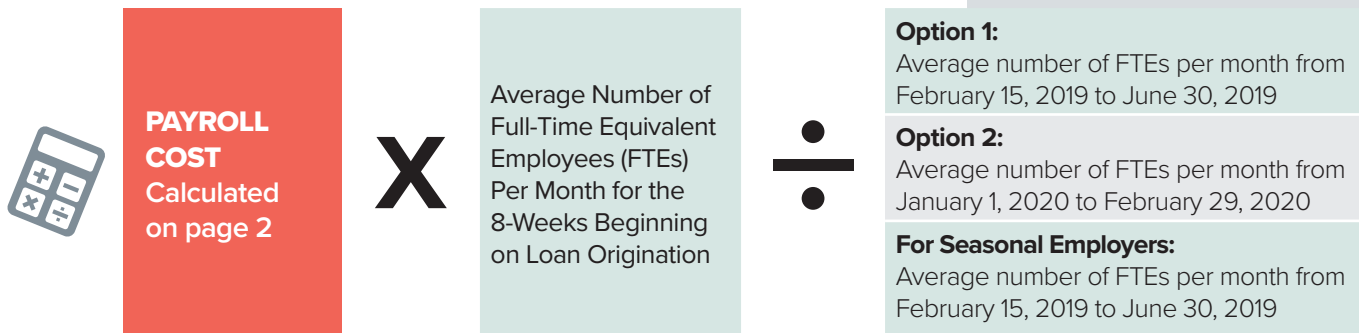 PAYROLL
COST
Calculated
on page 2
X
Average Number of
Full-Time Equivalent
Employees (FTEs)
Per Month for the
8-Weeks Beginning
on Loan Origination
÷
Option 1:
Average number of FTEs per month from
February 15, 2019 to June 30, 2019
Option 2:
Average number of FTEs per month from
January 1, 2020 to February 29, 2020
For Seasonal Employers:
Average number of FTEs per month from
February 15, 2019 to June 30, 2019